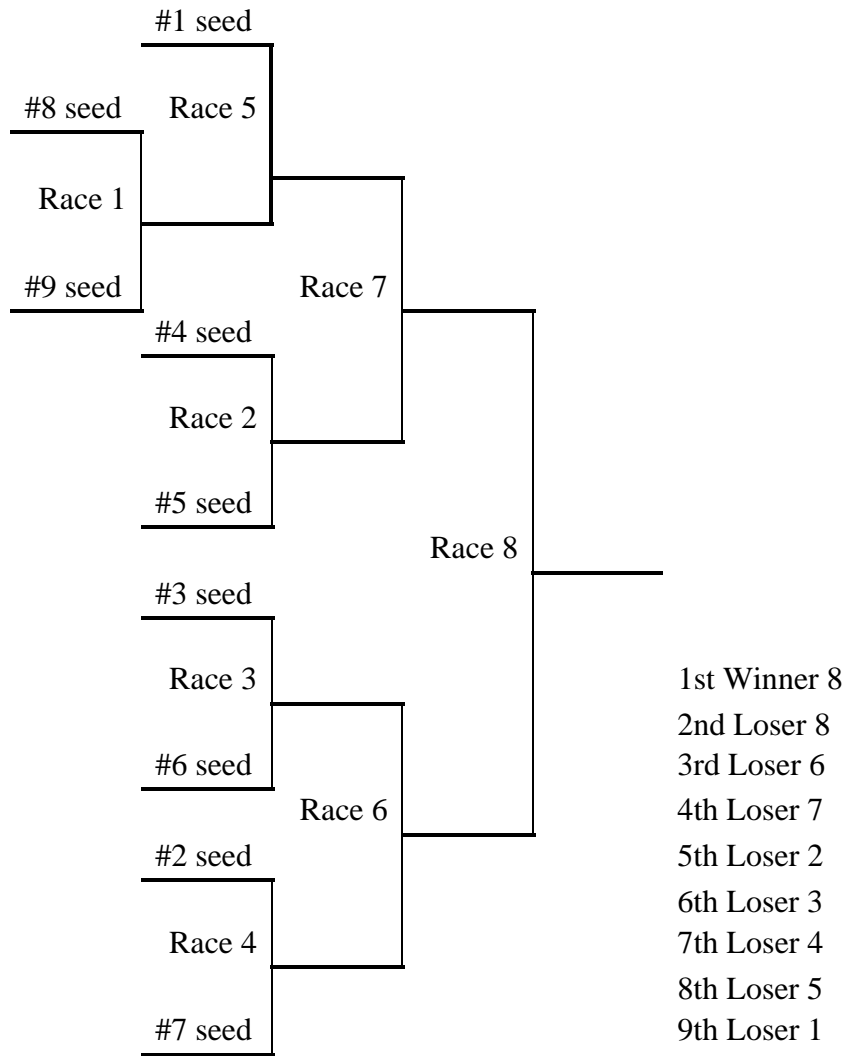 #1 seed
#8 seed
Race 5
Race 1
#9 seed
Race 7
#4 seed
Race 2
#5 seed
Race 8
#3 seed
Race 3
#6 seed
Race 6
#2 seed
Race 4
#7 seed
1st Winner 8
2nd Loser 8
3rd Loser 6
4th Loser 7
5th Loser 2
6th Loser 3
7th Loser 4
8th Loser 5
9th Loser 1